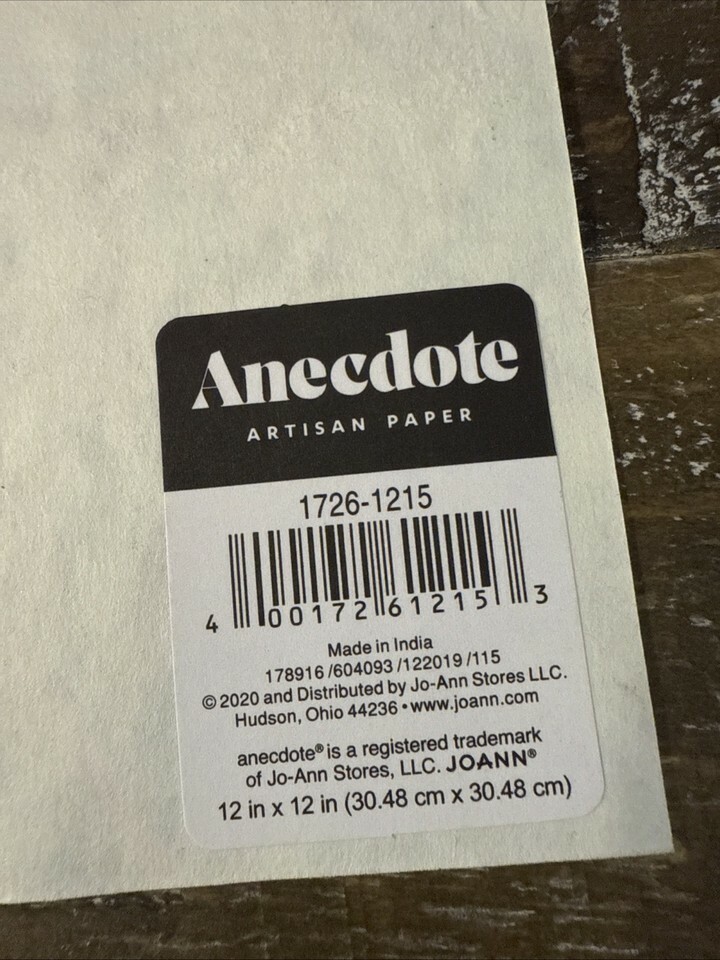 Anecdote
ARTISAN PAPER
1726-1215
4 00172 61215 3
Made in India
178916 /604093 /122019 /115
© 2020 and Distributed by Jo-Ann Stores LLC.
Hudson, Ohio 44236 • www.joann.com
anecdote® is a registered trademark
of Jo-Ann Stores, LLC. JOANN®
12 in x 12 in (30.48 cm x 30.48 cm)